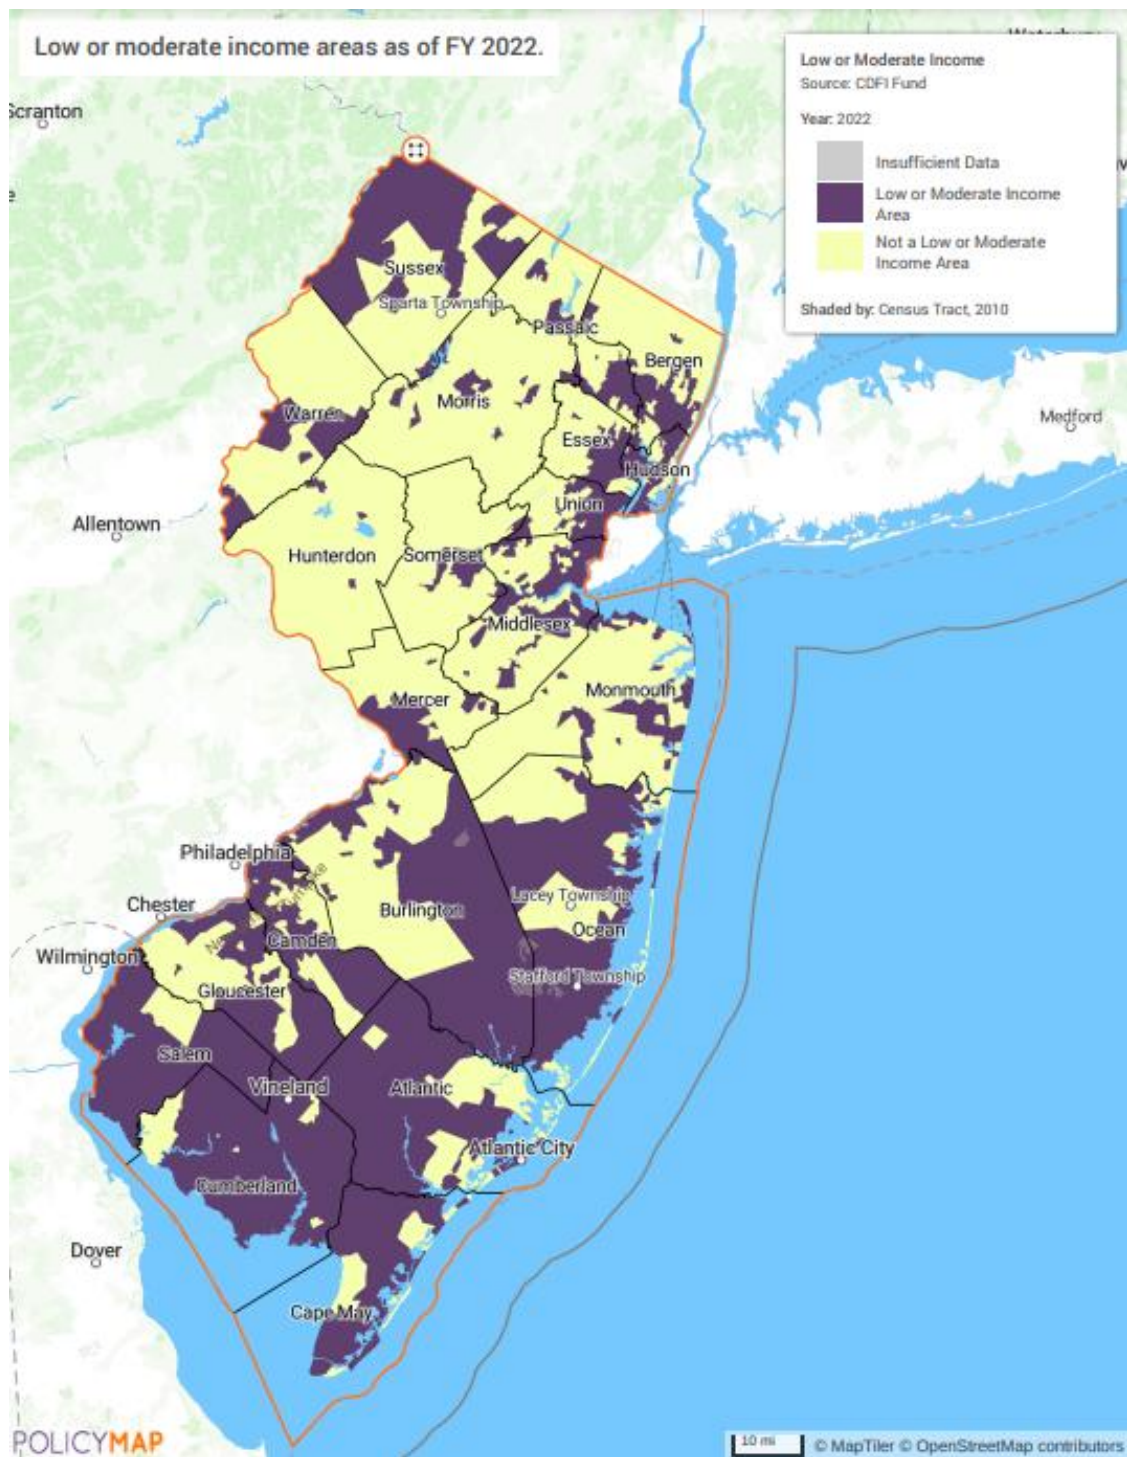 Low or moderate income areas as of FY 2022.
Low or Moderate Income
Source: CDFI Fund
Year: 2022
Insufficient Data
Low or Moderate Income
Area
Not a Low or Moderate
Income Area
Shaded by: Census Tract, 2010
Scranton
Sussex
Sparta Township
Passaic
Bergen
Warren
Morris
Medford
Essex
Hudson
Union
Allentown
Hunterdon
Somerset
Middlesex
Mercer
Monmouth
Philadelphia
Chester
Lacey Township
Burlington
Ocean
Camden
Wilmington
Stafford Township
Gloucester
Salem
Vineland
Atlantic
Atlantic City
Cumberland
Dover
Cape May
POLICYMAP
10 mi
© MapTiler © OpenStreetMap contributors